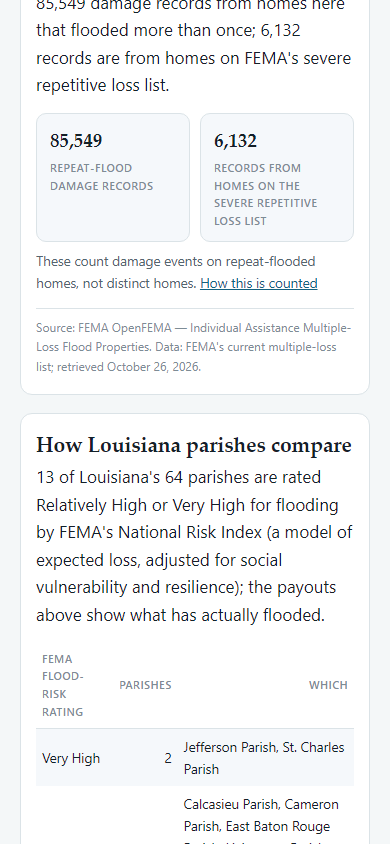 85,549 damage records from homes here
that flooded more than once; 6,132
records are from homes on FEMA's severe
repetitive loss list.
85,549
REPEAT-FLOOD
DAMAGE RECORDS
6,132
RECORDS FROM
HOMES ON THE
SEVERE REPETITIVE
LOSS LIST
These count damage events on repeat-flooded
homes, not distinct homes. How this is counted
Source: FEMA OpenFEMA — Individual Assistance Multiple-
Loss Flood Properties. Data: FEMA's current multiple-loss
list; retrieved October 26, 2026.
How Louisiana parishes compare
13 of Louisiana's 64 parishes are rated
Relatively High or Very High for flooding
by FEMA's National Risk Index (a model of
expected loss, adjusted for social
vulnerability and resilience); the payouts
above show what has actually flooded.
FEMA
FLOOD-
RISK
RATING
PARISHES
WHICH
Very High
2
Jefferson Parish, St. Charles
Parish
Calcasieu Parish, Cameron
Parish, East Baton Rouge